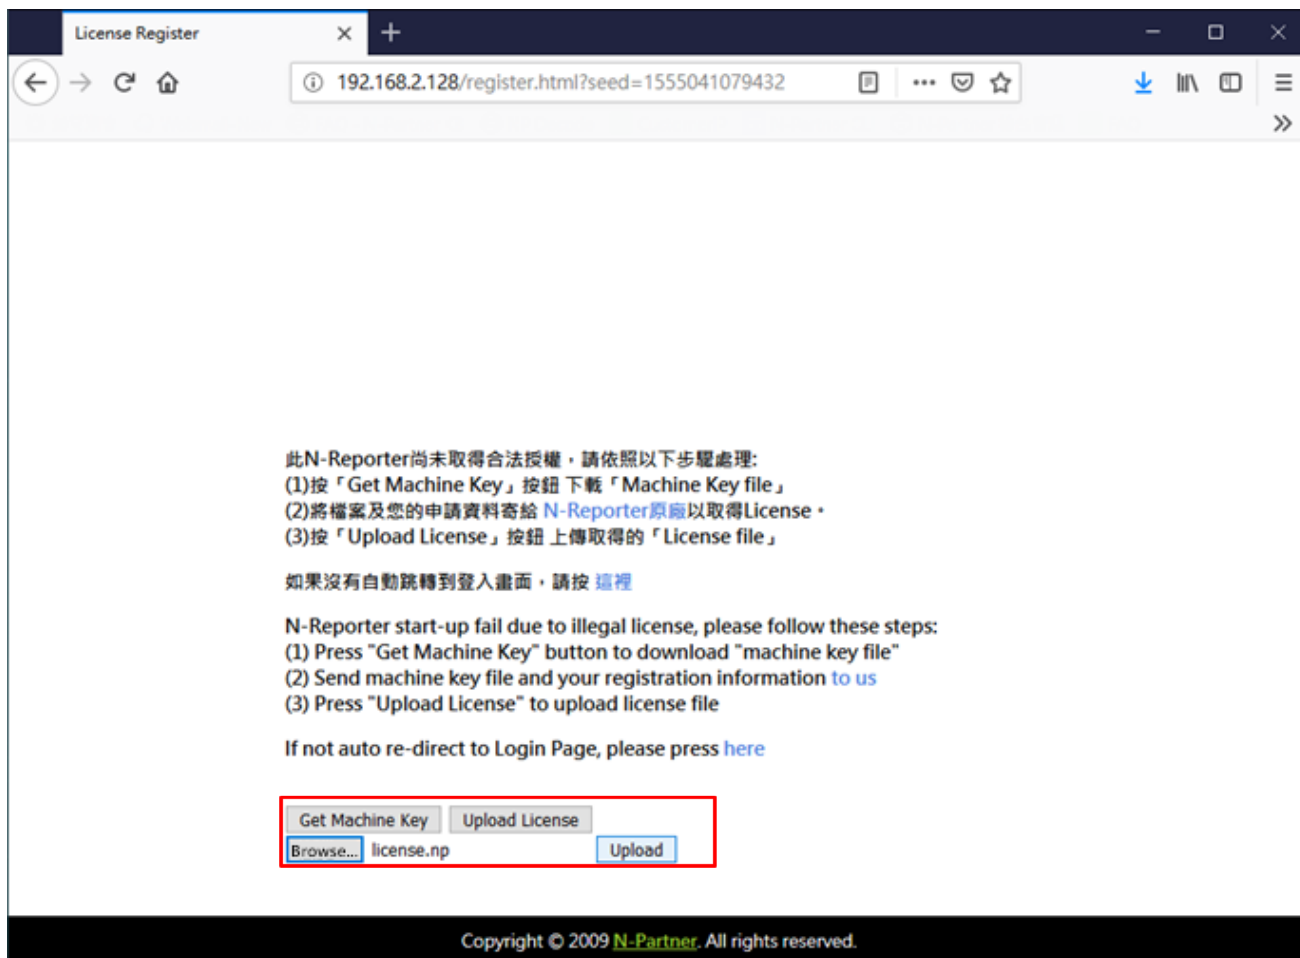 License Register
192.168.2.128/register.html?seed=1555041079432
此N-Reporter尚未取得合法授權，請依照以下步驟處理:
(1)按「Get Machine Key」按鈕 下載「Machine Key file」
(2)將檔案及您的申請資料寄給 N-Reporter原廠以取得License。
(3)按「Upload License」按鈕 上傳取得的「License file」
如果沒有自動跳轉到登入畫面，請按 這裡
N-Reporter start-up fail due to illegal license, please follow these steps:
(1) Press "Get Machine Key" button to download "machine key file"
(2) Send machine key file and your registration information to us
(3) Press "Upload License" to upload license file
If not auto re-direct to Login Page, please press here
Get Machine Key Upload License
Browse... license.np Upload
Copyright © 2009 N-Partner. All rights reserved.